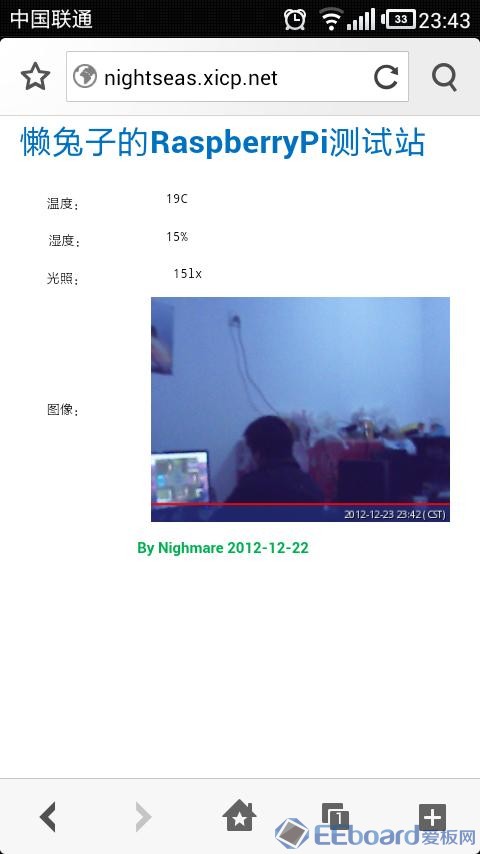 中国联通 33 23:43
nightseas.xicp.net
懒兔子的RaspberryPi测试站
温度: 19C
湿度: 15%
光照: 15lx
图像:
2012-12-23 23:42 (CST)
By Nighmare 2012-12-22
1
EEboard爱板网